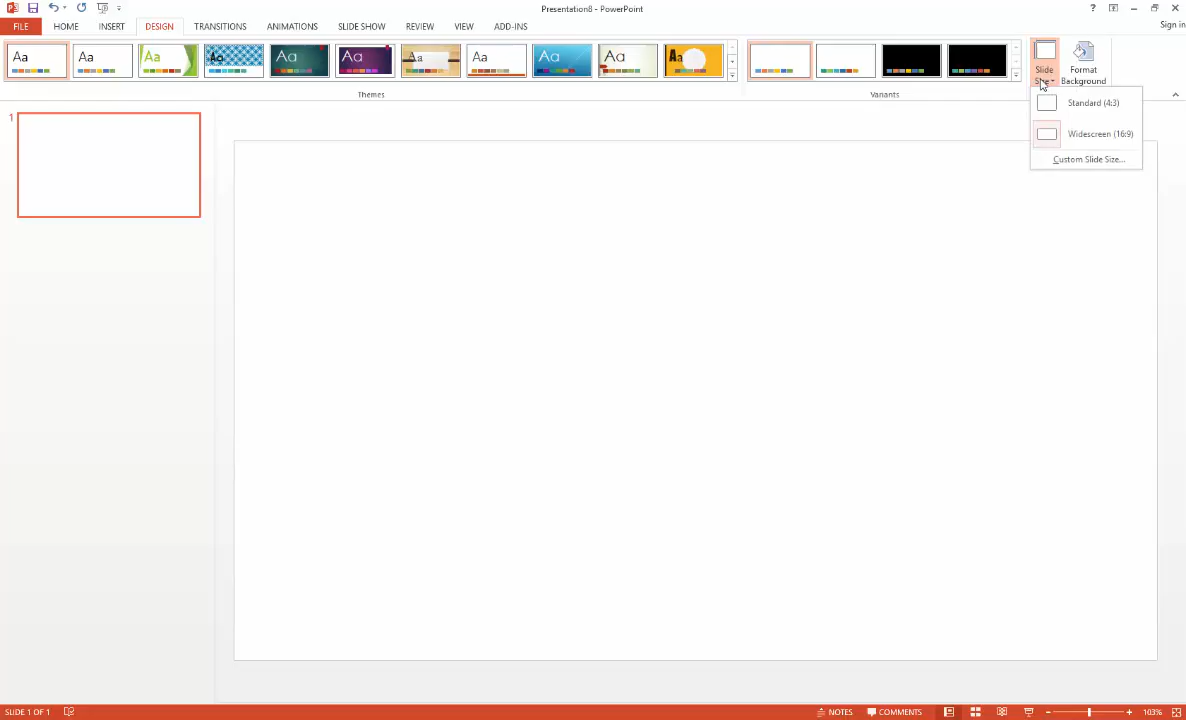 Presentation8 - PowerPoint
?
Sign in
FILE HOME INSERT DESIGN TRANSITIONS ANIMATIONS SLIDE SHOW REVIEW VIEW ADD-INS
Aa Aa Aa Aa Aa Aa Aa Aa Aa Aa Aa
Slide
Size
Format
Background
Themes
Variants
Standard (4:3)
Widescreen (16:9)
Custom Slide Size...
1
SLIDE 1 OF 1
NOTES
COMMENTS
103%